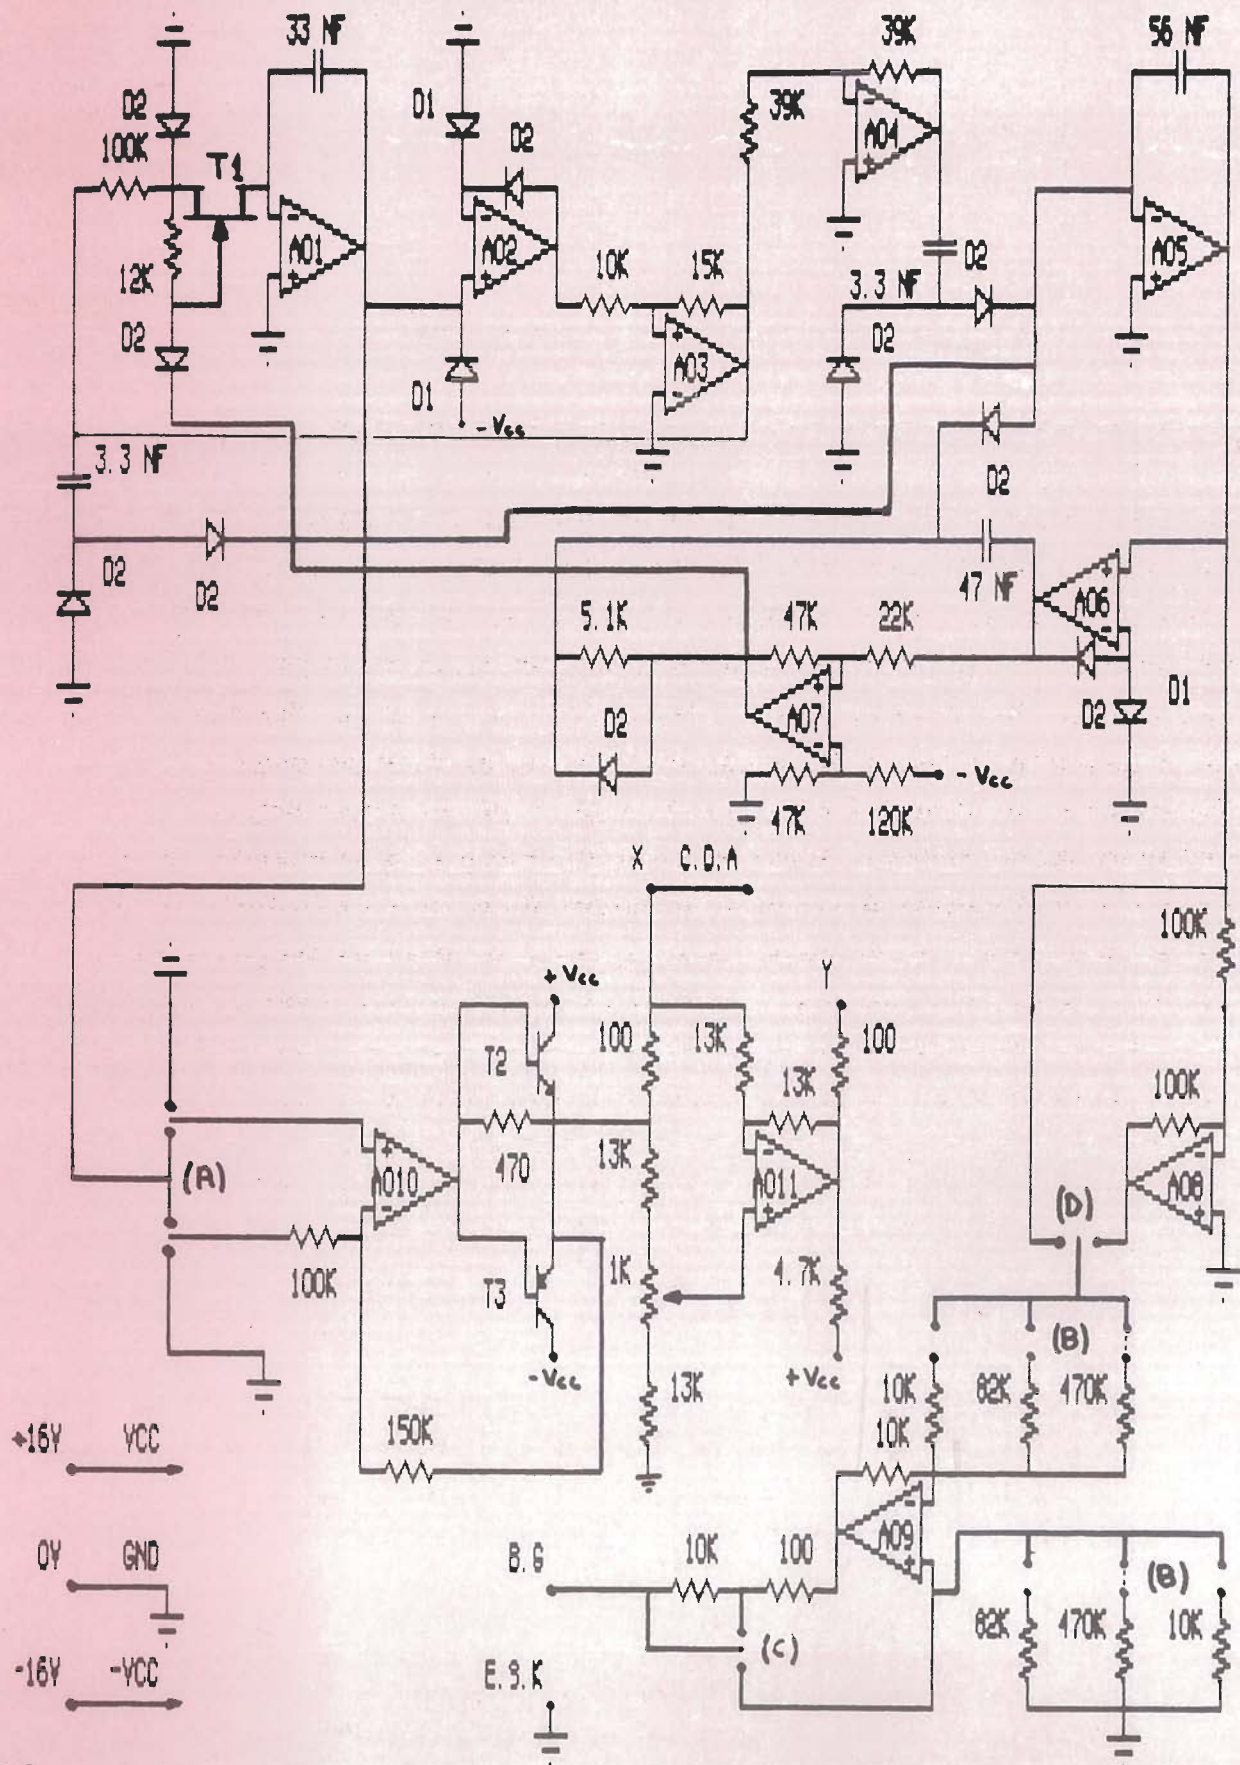 33 NF
39K
56 NF
D2
D1
D2
39K
A04
100K
T1
A01
A02
A05
12K
10K
15K
3.3 NF
D2
D2
D2
A03
D1
-Vcc
3.3 NF
D2
D2
D2
47 NF
A06
5.1K
47K
22K
D1
D2
A07
D2
-Vcc
47K
120K
X C.D.A
100K
+Vcc
Y
T2
100
13K
100
13K
100K
470
13K
(A)
A010
A011
A08
(D)
100K
T3
1K
4.7K
(B)
-Vcc
+Vcc
13K
10K
82K
470K
10K
+16V VCC
150K
A09
0V GND
B.G
10K
100
(B)
82K
470K
10K
(C)
-16V -VCC
E.S.K